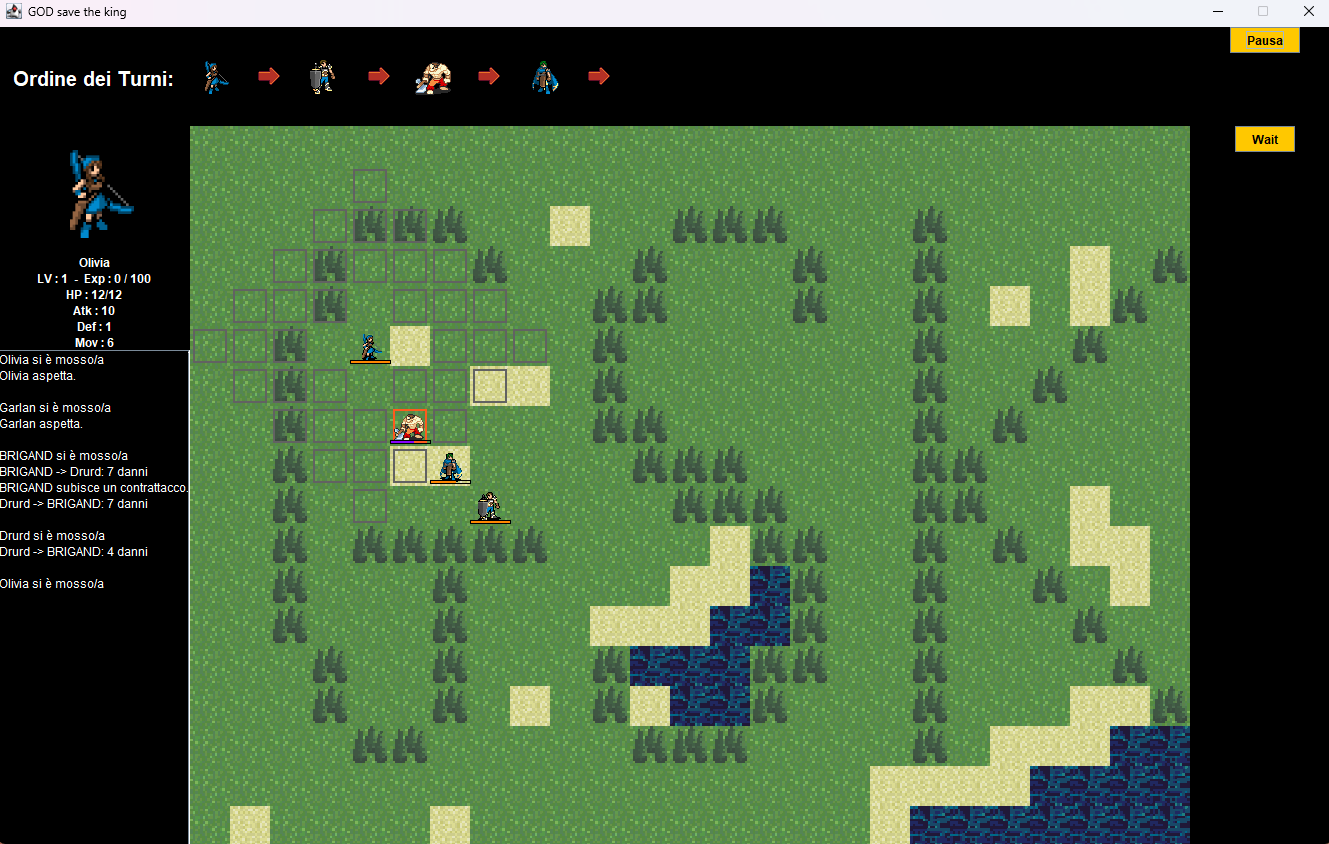 GOD save the king
Pausa
Ordine dei Turni:
Wait
Olivia
LV : 1 - Exp : 0 / 100
HP : 12/12
Atk : 10
Def : 1
Mov : 6
Olivia si è mosso/a
Olivia aspetta.
Garlan si è mosso/a
Garlan aspetta.
BRIGAND si è mosso/a
BRIGAND -> Drurd: 7 danni
BRIGAND subisce un contrattacco.
Drurd -> BRIGAND: 7 danni
Drurd si è mosso/a
Drurd -> BRIGAND: 4 danni
Olivia si è mosso/a